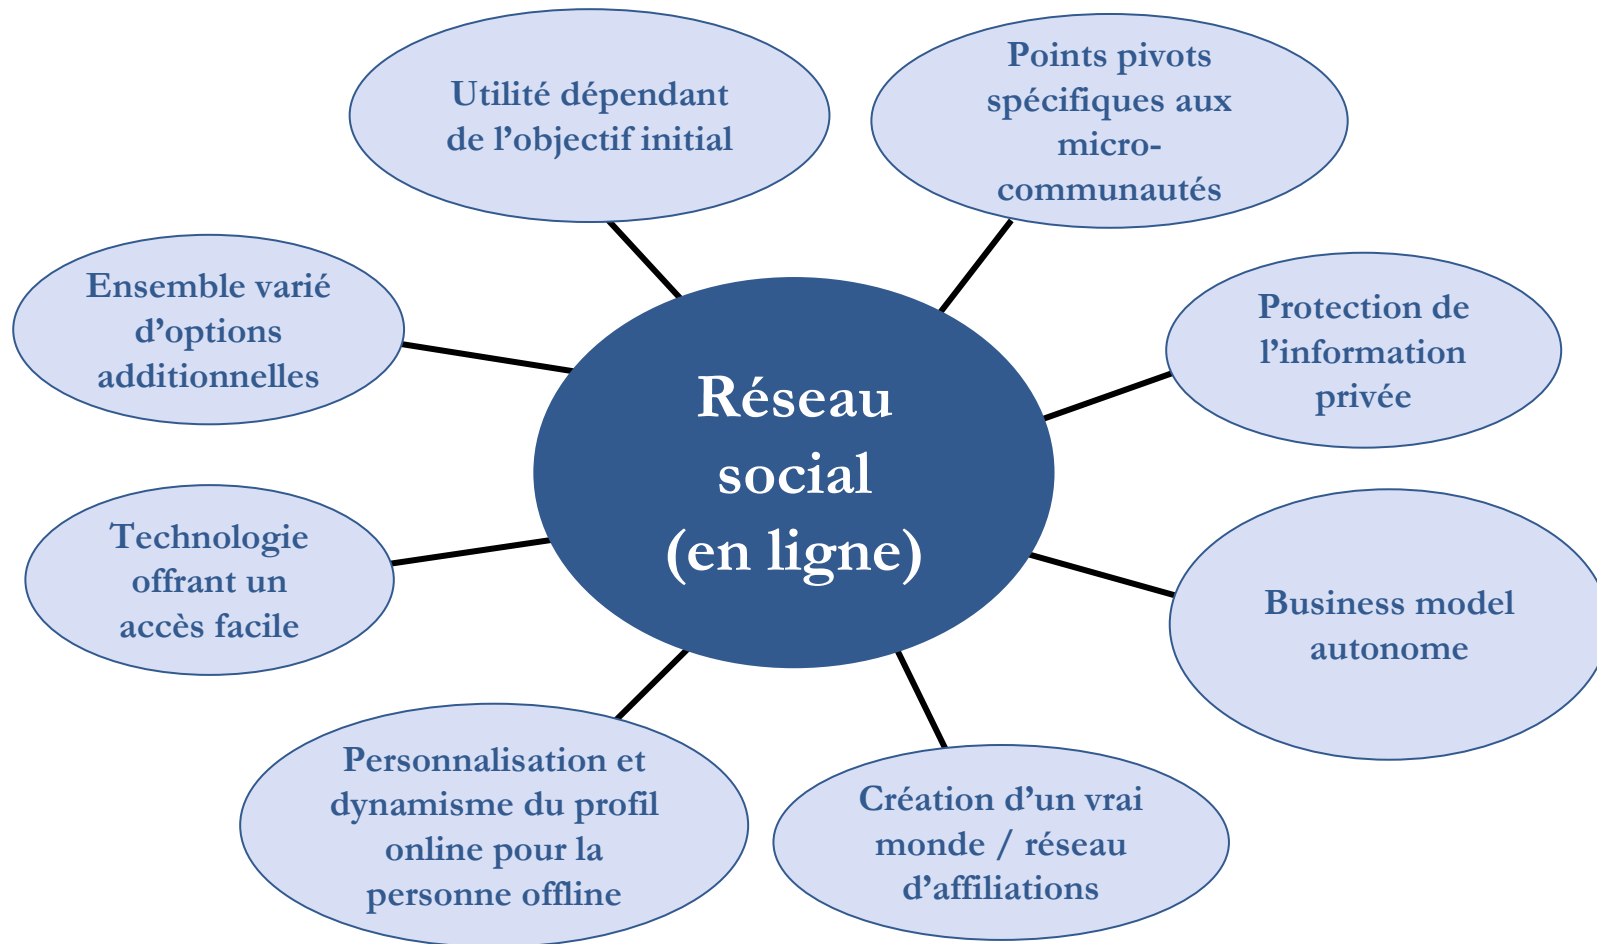 Utilité dépendant
de l’objectif initial
Points pivots
spécifiques aux
micro-
communautés
Ensemble varié
d’options
additionnelles
Protection de
l’information
privée
Réseau
social
(en ligne)
Technologie
offrant un
accès facile
Business model
autonome
Personnalisation et
dynamisme du profil
online pour la
personne offline
Création d’un vrai
monde / réseau
d’affiliations